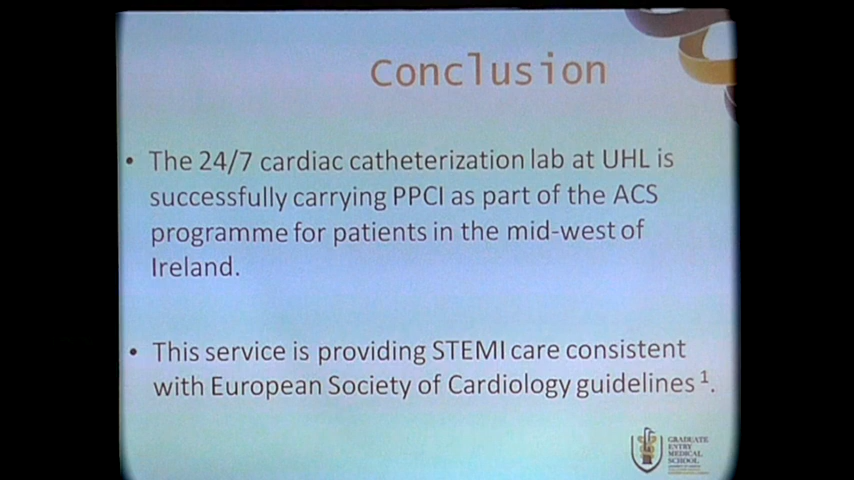 Conclusion
• The 24/7 cardiac catheterization lab at UHL is
successfully carrying PPCI as part of the ACS
programme for patients in the mid-west of
Ireland.
• This service is providing STEMI care consistent
with European Society of Cardiology guidelines 1.
GRADUATE
ENTRY
MEDICAL
SCHOOL